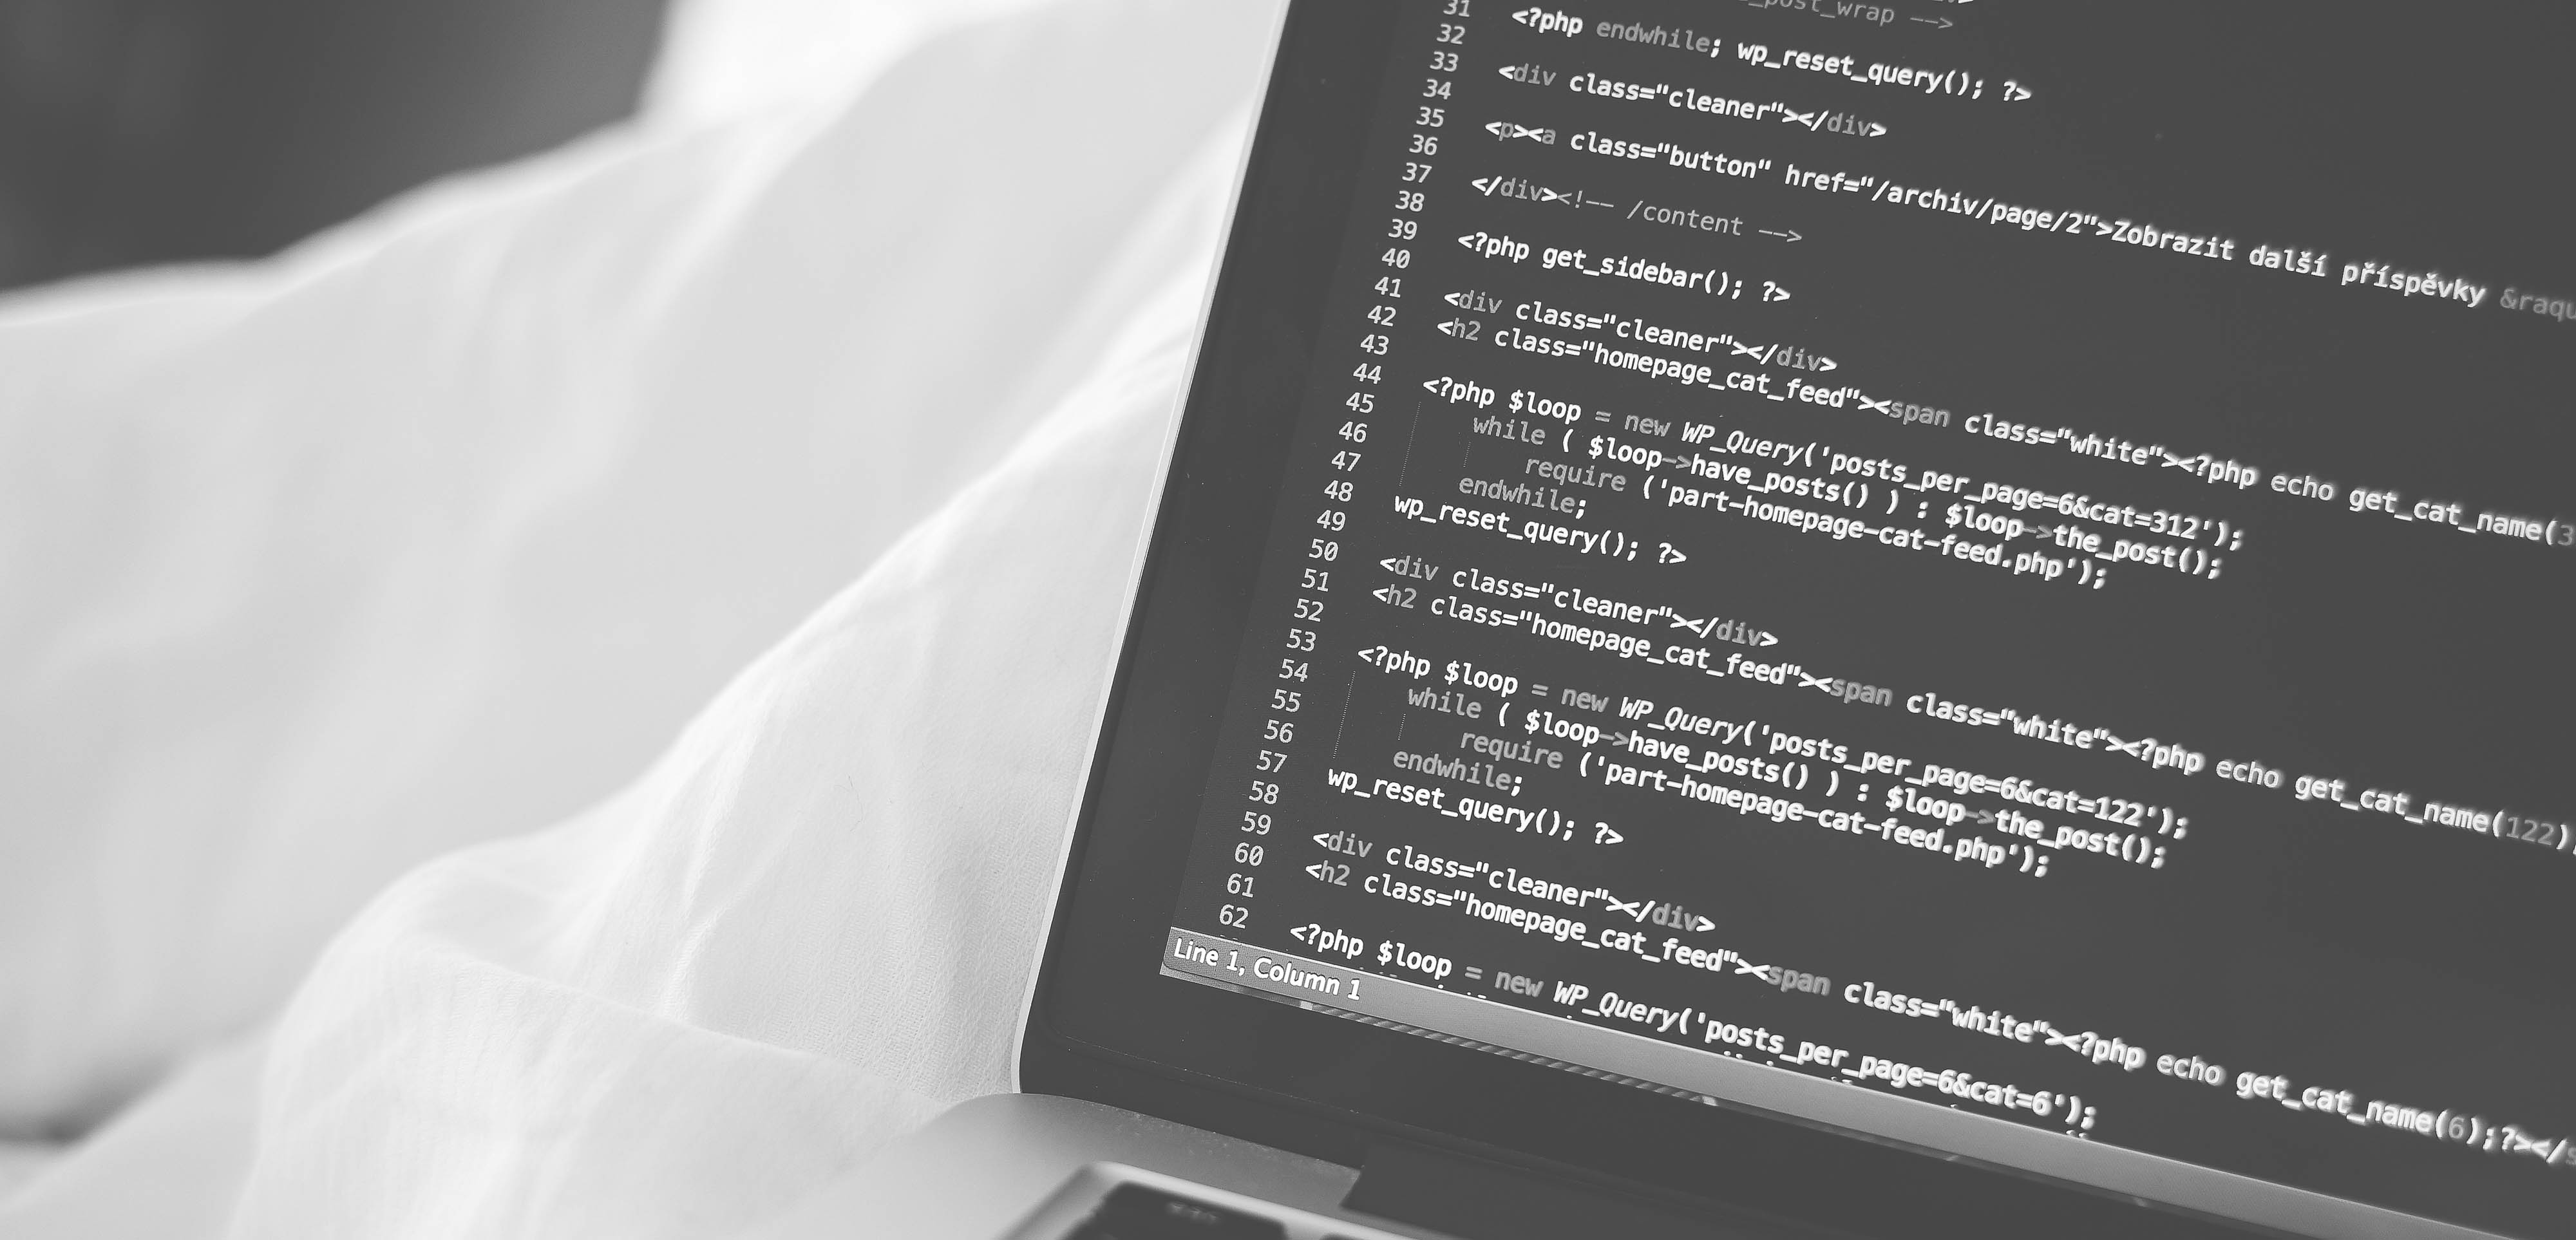 31
32
33
34
35
36
37
38
39
40
41
42
43
44
45
46
47
48
49
50
51
52
53
54
55
56
57
58
59
60
61
62
_post_wrap -->
<?php endwhile; wp_reset_query(); ?>
<div class="cleaner"></div>
<p><a class="button" href="/archiv/page/2">Zobrazit další příspěvky &raqu
</div><!-- /content -->
<?php get_sidebar(); ?>
<div class="cleaner"></div>
<h2 class="homepage_cat_feed"><span class="white"><?php echo get_cat_name(3
<?php $loop = new WP_Query('posts_per_page=6&cat=312');
while ( $loop->have_posts() ) : $loop->the_post();
require ('part-homepage-cat-feed.php');
endwhile;
wp_reset_query(); ?>
<div class="cleaner"></div>
<h2 class="homepage_cat_feed"><span class="white"><?php echo get_cat_name(122)
<?php $loop = new WP_Query('posts_per_page=6&cat=122');
while ( $loop->have_posts() ) : $loop->the_post();
require ('part-homepage-cat-feed.php');
endwhile;
wp_reset_query(); ?>
<div class="cleaner"></div>
<h2 class="homepage_cat_feed"><span class="white"><?php echo get_cat_name(6);?></s
<?php $loop = new WP_Query('posts_per_page=6&cat=6');
Line 1, Column 1